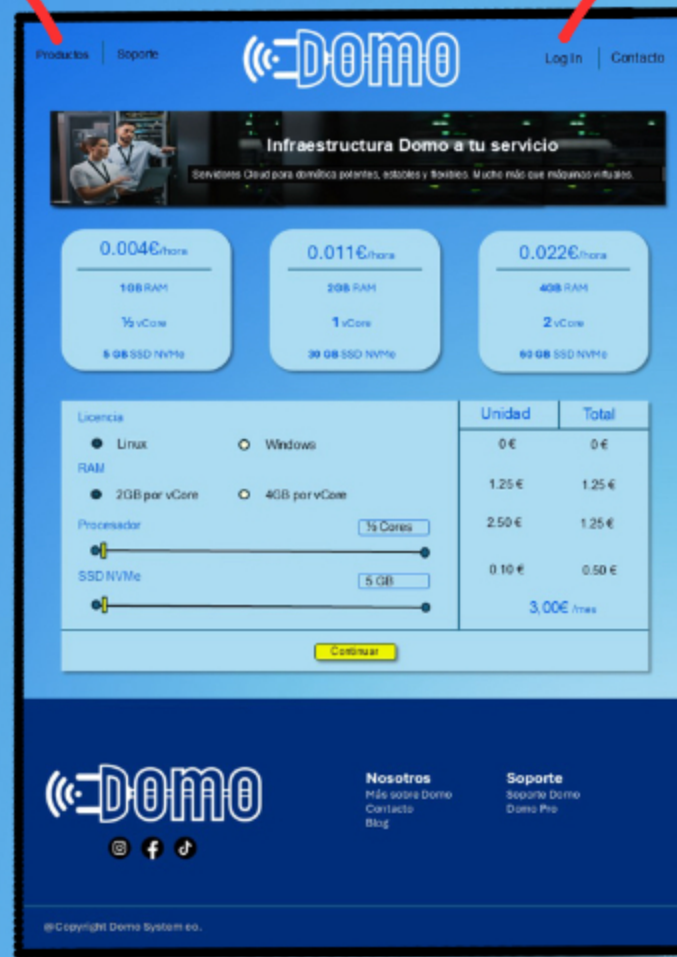 Productos
Soporte
DOMO
Log In
Contacto
Infraestructura Domo a tu servicio
Servidores Cloud para domótica potentes, estables y flexibles. Mucho más que máquinas virtuales.
0.004€/hora
1GB RAM
½ vCore
5 GB SSD NVMe
0.011€/hora
2GB RAM
1 vCore
30 GB SSD NVMe
0.022€/hora
4GB RAM
2 vCore
60 GB SSD NVMe
Licencia
Linux
Windows
RAM
2GB por vCore
4GB por vCore
Procesador
½ Cores
SSD NVMe
5 GB
Unidad
Total
0 €
0 €
1.25 €
1.25 €
2.50 €
1.25 €
0.10 €
0.50 €
3,00€ /mes
Continuar
DOMO
Nosotros
Más sobre Domo
Contacto
Blog
Soporte
Soporte Domo
Domo Pro
@Copyright Domo System co.